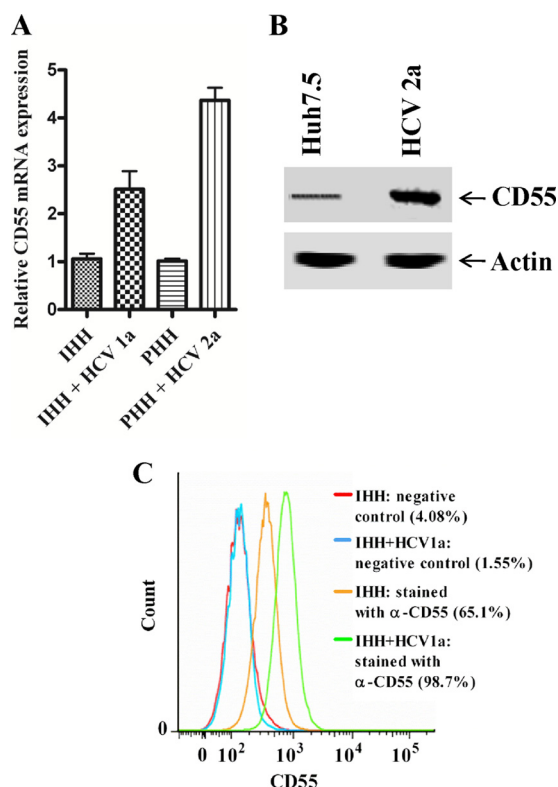 A
Relative CD55 mRNA expression
5
4
3
2
1
0
IHH
IHH + HCV 1a
PHH
PHH + HCV 2a
B
Huh7.5
HCV 2a
CD55
Actin
C
Count
0
0 10² 10³ 10⁴ 10⁵
CD55
IHH: negative
control (4.08%)
IHH+HCV1a:
negative control (1.55%)
IHH: stained
with α-CD55 (65.1%)
IHH+HCV1a:
stained with
α-CD55 (98.7%)